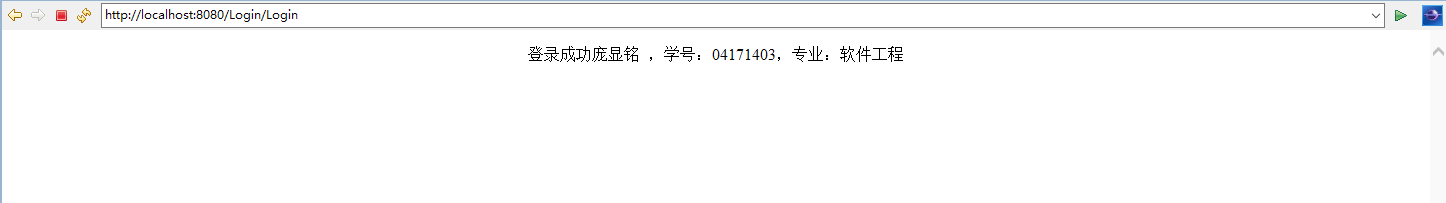 http://localhost:8080/Login/Login
登录成功庞显铭 ，学号：04171403，专业：软件工程